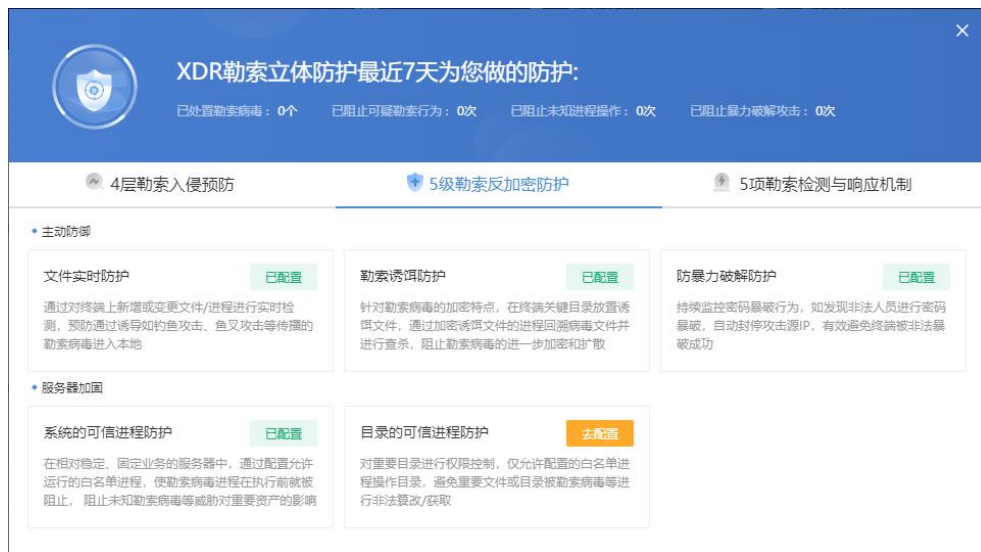 XDR勒索立体防护最近7天为您做的防护:
已处置勒索病毒：0个 已阻止可疑勒索行为：0次 已阻止未知进程操作：0次 已阻止暴力破解攻击：0次
4层勒索入侵预防 5级勒索反加密防护 5项勒索检测与响应机制
主动防御
文件实时防护 已配置
通过对终端上新增或变更文件/进程进行实时检
测，预防通过诱导如钓鱼攻击、鱼叉攻击等传播的
勒索病毒进入本地
勒索诱饵防护 已配置
针对勒索病毒的加密特点，在终端关键目录放置诱
饵文件，通过加密诱饵文件的进程回溯病毒文件并
进行查杀，阻止勒索病毒的进一步加密和扩散
防暴力破解防护 已配置
持续监控密码暴破行为，如发现非法人员进行密码
暴破，自动封停攻击源IP，有效避免终端被非法暴
破成功
服务器加固
系统的可信进程防护 已配置
在相对稳定、固定业务的服务器中，通过配置允许
运行的白名单进程，使勒索病毒进程在执行前就被
阻止， 阻止未知勒索病毒等威胁对重要资产的影响
目录的可信进程防护 去配置
对重要目录进行权限控制，仅允许配置的白名单进
程操作目录，避免重要文件或目录被勒索病毒等进
行非法篡改/获取